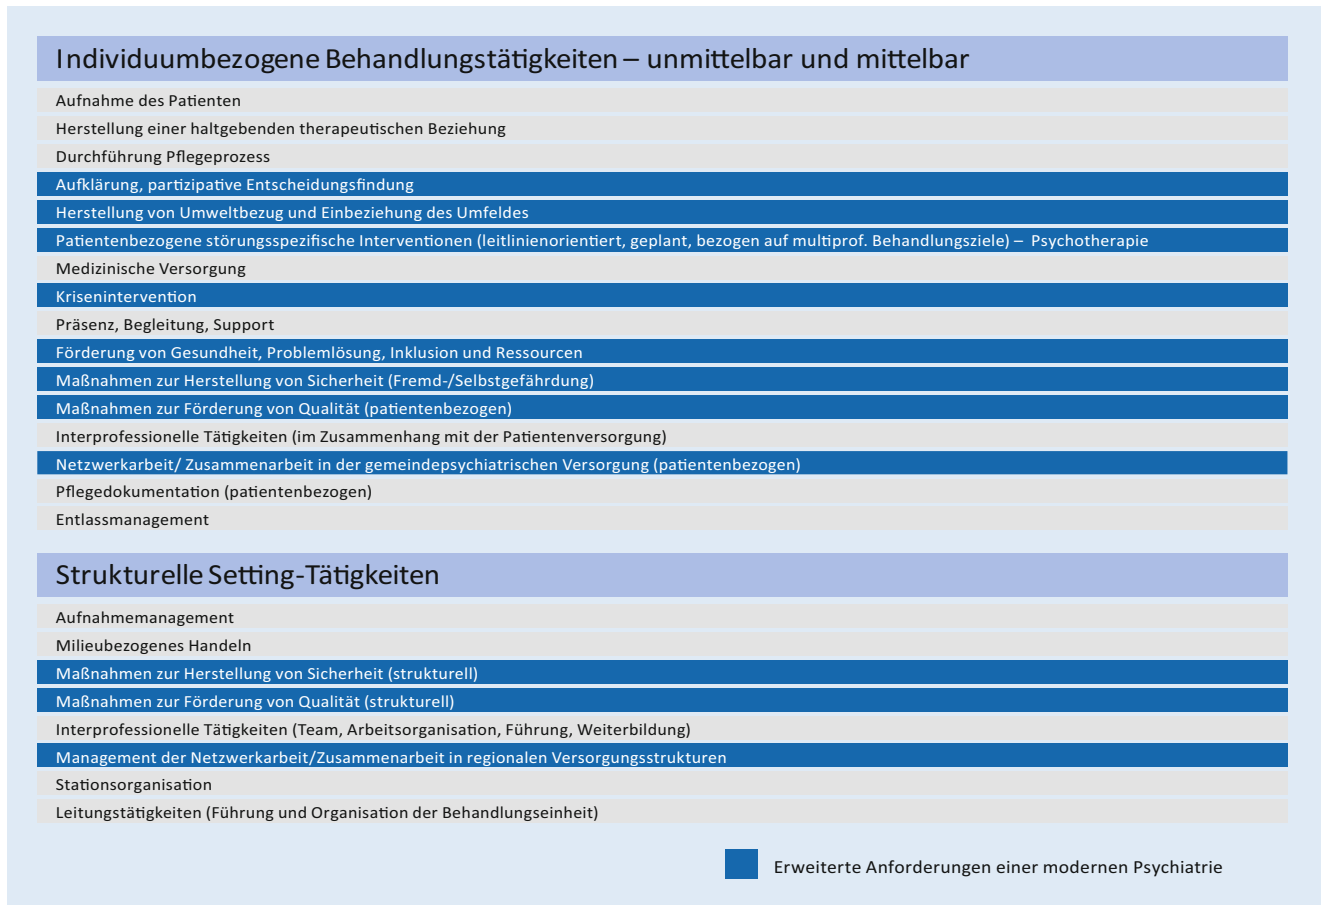 Individuumbezogene Behandlungstätigkeiten – unmittelbar und mittelbar
Aufnahme des Patienten
Herstellung einer haltgebenden therapeutischen Beziehung
Durchführung Pflegeprozess
Aufklärung, partizipative Entscheidungsfindung
Herstellung von Umweltbezug und Einbeziehung des Umfeldes
Patientenbezogene störungsspezifische Interventionen (leitlinienorientiert, geplant, bezogen auf multiprof. Behandlungsziele) – Psychotherapie
Medizinische Versorgung
Krisenintervention
Präsenz, Begleitung, Support
Förderung von Gesundheit, Problemlösung, Inklusion und Ressourcen
Maßnahmen zur Herstellung von Sicherheit (Fremd-/Selbstgefährdung)
Maßnahmen zur Förderung von Qualität (patientenbezogen)
Interprofessionelle Tätigkeiten (im Zusammenhang mit der Patientenversorgung)
Netzwerkarbeit/ Zusammenarbeit in der gemeindepsychiatrischen Versorgung (patientenbezogen)
Pflegedokumentation (patientenbezogen)
Entlassmanagement
Strukturelle Setting-Tätigkeiten
Aufnahmemanagement
Milieubezogenes Handeln
Maßnahmen zur Herstellung von Sicherheit (strukturell)
Maßnahmen zur Förderung von Qualität (strukturell)
Interprofessionelle Tätigkeiten (Team, Arbeitsorganisation, Führung, Weiterbildung)
Management der Netzwerkarbeit/Zusammenarbeit in regionalen Versorgungsstrukturen
Stationsorganisation
Leitungstätigkeiten (Führung und Organisation der Behandlungseinheit)
Erweiterte Anforderungen einer modernen Psychiatrie